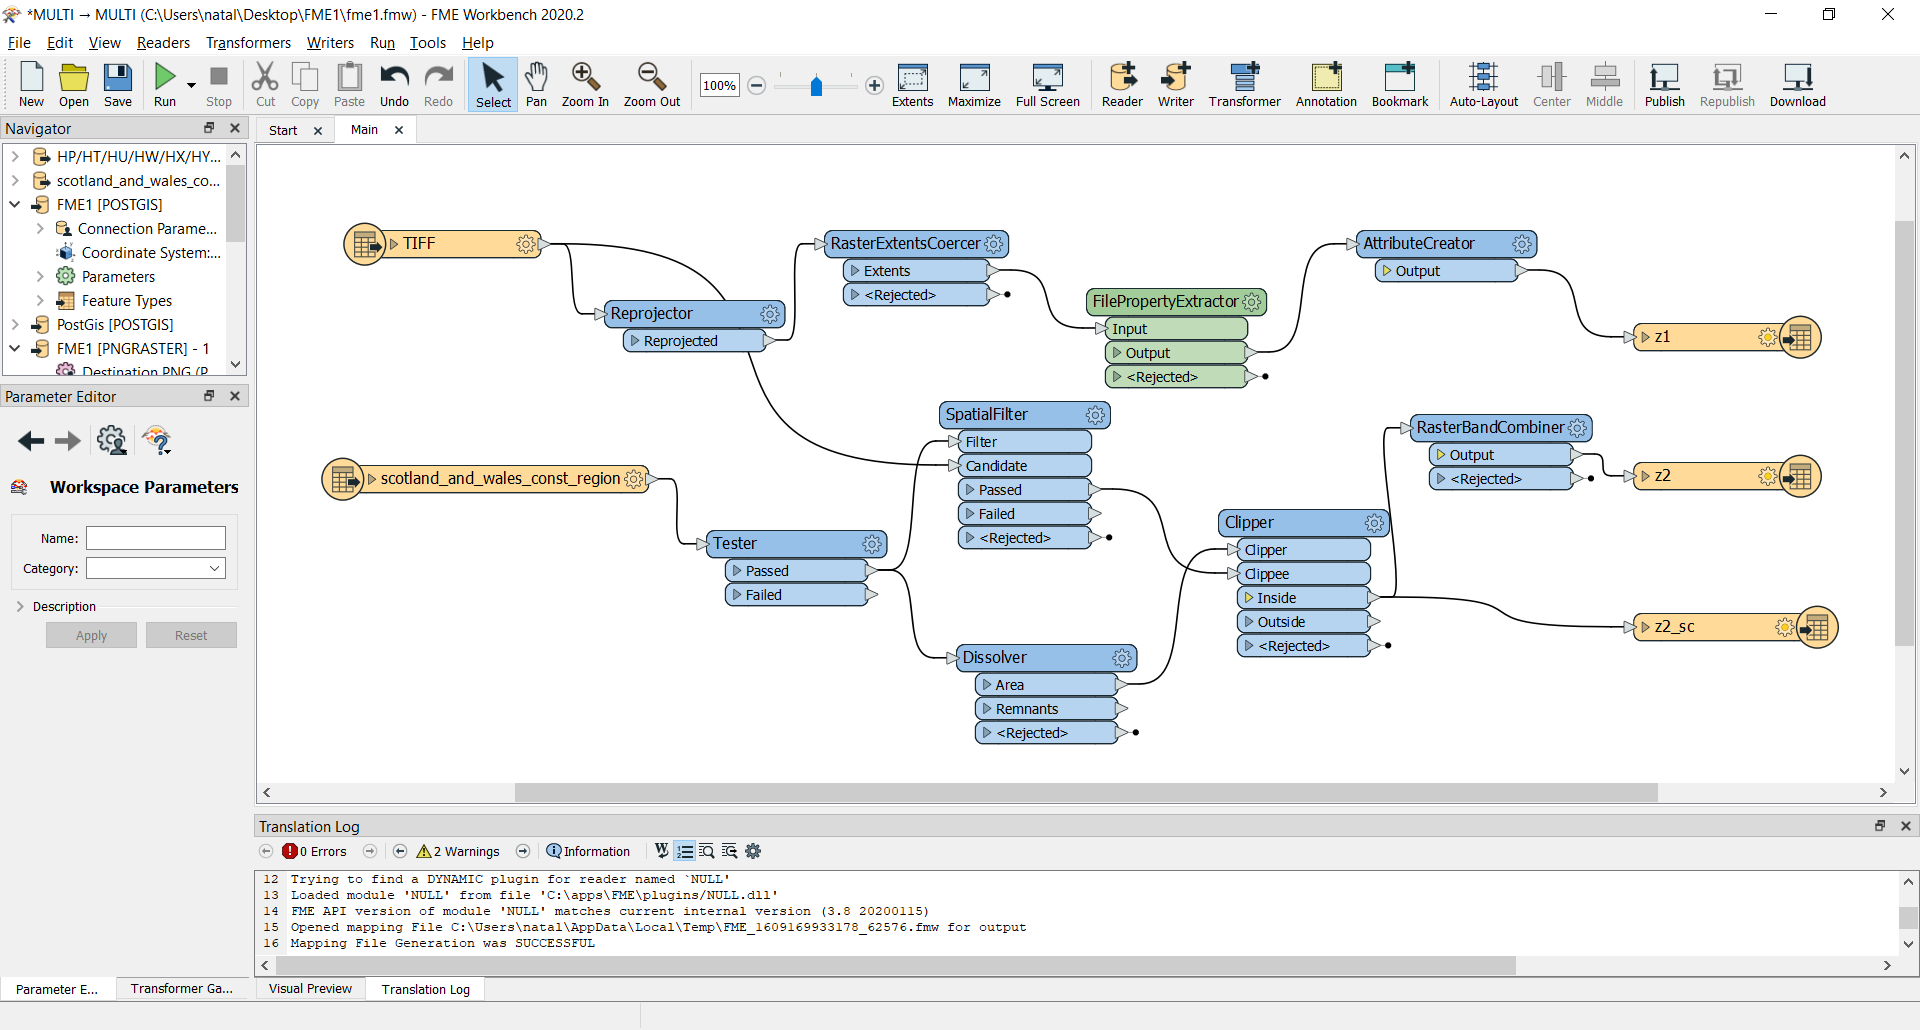 *MULTI → MULTI (C:\Users\natal\Desktop\FME1\fme1.fmw) - FME Workbench 2020.2
File Edit View Readers Transformers Writers Run Tools Help
New Open Save Run Stop Cut Copy Paste Undo Redo Select Pan Zoom In Zoom Out 100% Extents Maximize Full Screen Reader Writer Transformer Annotation Bookmark Auto-Layout Center Middle Publish Republish Download
Navigator
HP/HT/HU/HW/HX/HY...
scotland_and_wales_co...
FME1 [POSTGIS]
Connection Parame...
Coordinate System:...
Parameters
Feature Types
PostGis [POSTGIS]
FME1 [PNGRASTER] - 1
Destination PNG (P
Parameter Editor
Workspace Parameters
Name:
Category:
Description
Apply Reset
Parameter E... Transformer Ga...
Start Main
TIFF
Reprojector
Reprojected
RasterExtentsCoercer
Extents
<Rejected>
FilePropertyExtractor
Input
Output
<Rejected>
AttributeCreator
Output
z1
scotland_and_wales_const_region
Tester
Passed
Failed
SpatialFilter
Filter
Candidate
Passed
Failed
<Rejected>
Dissolver
Area
Remnants
<Rejected>
Clipper
Clipper
Clippee
Inside
Outside
<Rejected>
RasterBandCombiner
Output
<Rejected>
z2
z2_sc
Translation Log
0 Errors 2 Warnings Information
12 Trying to find a DYNAMIC plugin for reader named `NULL'
13 Loaded module 'NULL' from file 'C:\apps\FME\plugins/NULL.dll'
14 FME API version of module 'NULL' matches current internal version (3.8 20200115)
15 Opened mapping File C:\Users\natal\AppData\Local\Temp\FME_1609169933178_62576.fmw for output
16 Mapping File Generation was SUCCESSFUL
Visual Preview Translation Log